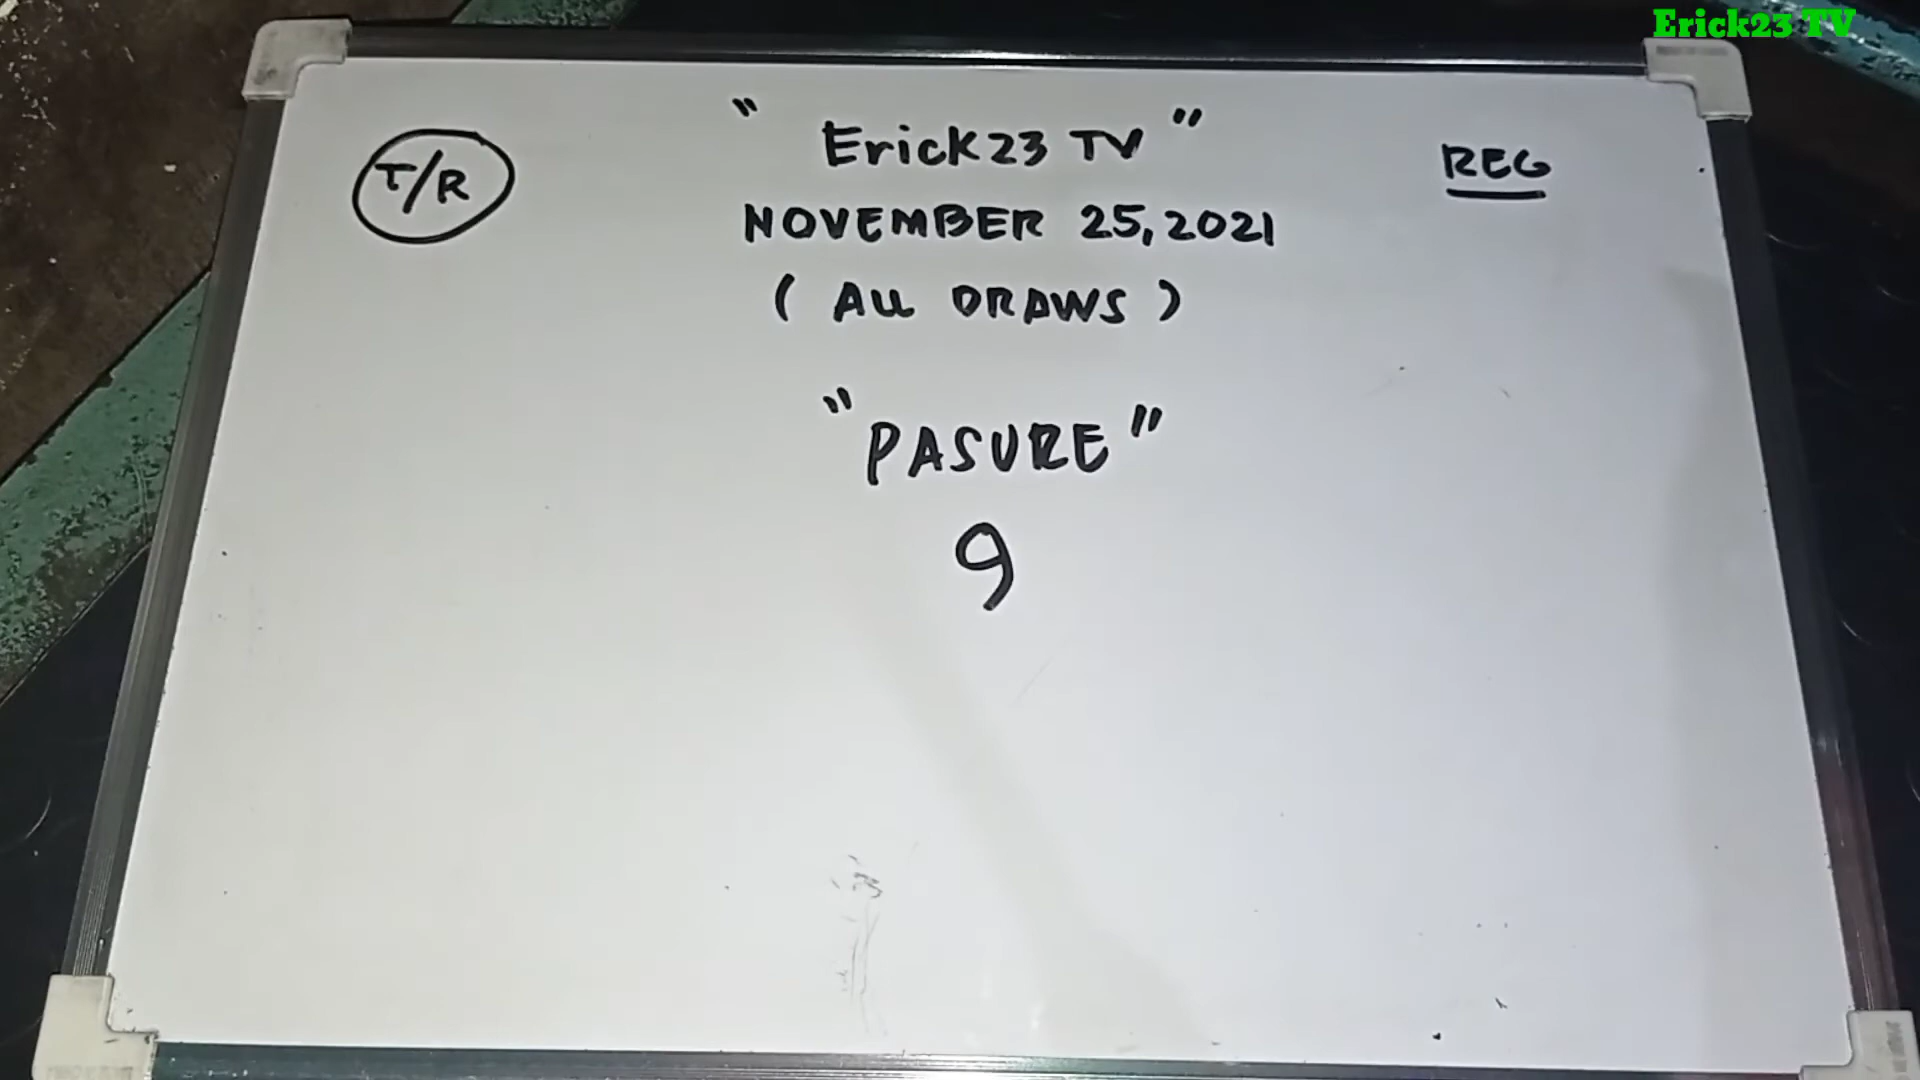 Erick23 TV
" Erick23 TV "
T/R
REG
NOVEMBER 25, 2021
( ALL DRAWS )
"PASURE"
9